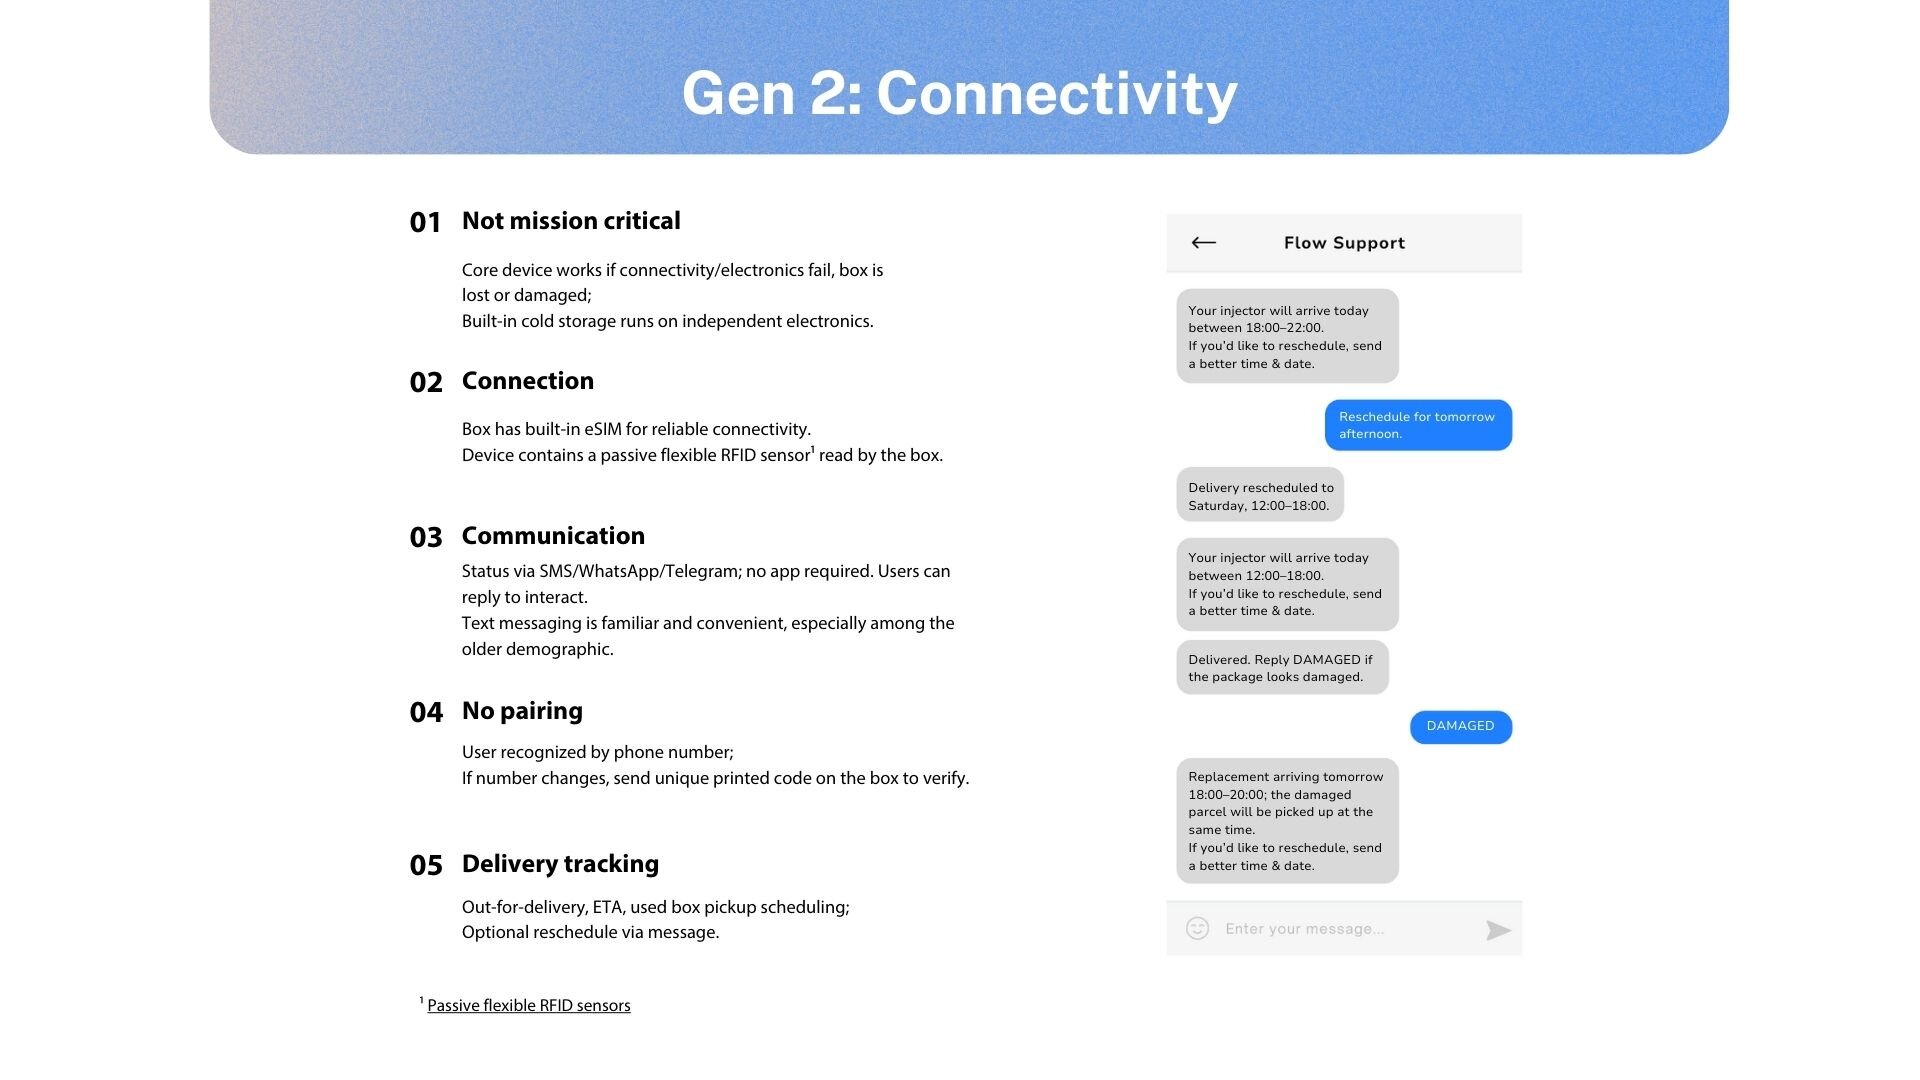 Gen 2: Connectivity
01 Not mission critical
Core device works if connectivity/electronics fail, box is
lost or damaged;
Built-in cold storage runs on independent electronics.
02 Connection
Box has built-in eSIM for reliable connectivity.
Device contains a passive flexible RFID sensor¹ read by the box.
03 Communication
Status via SMS/WhatsApp/Telegram; no app required. Users can
reply to interact.
Text messaging is familiar and convenient, especially among the
older demographic.
04 No pairing
User recognized by phone number;
If number changes, send unique printed code on the box to verify.
05 Delivery tracking
Out-for-delivery, ETA, used box pickup scheduling;
Optional reschedule via message.
¹ Passive flexible RFID sensors
Flow Support
Your injector will arrive today
between 18:00–22:00.
If you’d like to reschedule, send
a better time & date.
Reschedule for tomorrow
afternoon.
Delivery rescheduled to
Saturday, 12:00–18:00.
Your injector will arrive today
between 12:00–18:00.
If you’d like to reschedule, send
a better time & date.
Delivered. Reply DAMAGED if
the package looks damaged.
DAMAGED
Replacement arriving tomorrow
18:00–20:00; the damaged
parcel will be picked up at the
same time.
If you’d like to reschedule, send
a better time & date.
Enter your message...